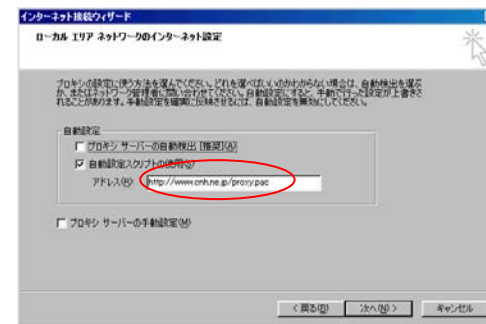 インターネット接続ウィザード
ローカル エリア ネットワークのインターネット設定
プロキシの設定に使う方法を選んでください。どれを選べばいいのかわからない場合は、自動検出を選ぶ
か、またはネットワーク管理者に問い合わせてください。自動設定にすると、手動で行った設定が上書きさ
れることがあります。手動設定を確実に反映させるには、自動設定を無効にしてください。
自動設定
プロキシ サーバーの自動検出 [推奨](A)
自動設定スクリプトの使用(S)
アドレス(R) http://www.cnh.ne.jp/proxy.pac
プロキシ サーバーの手動設定(M)
< 戻る(B) 次へ(N) > キャンセル